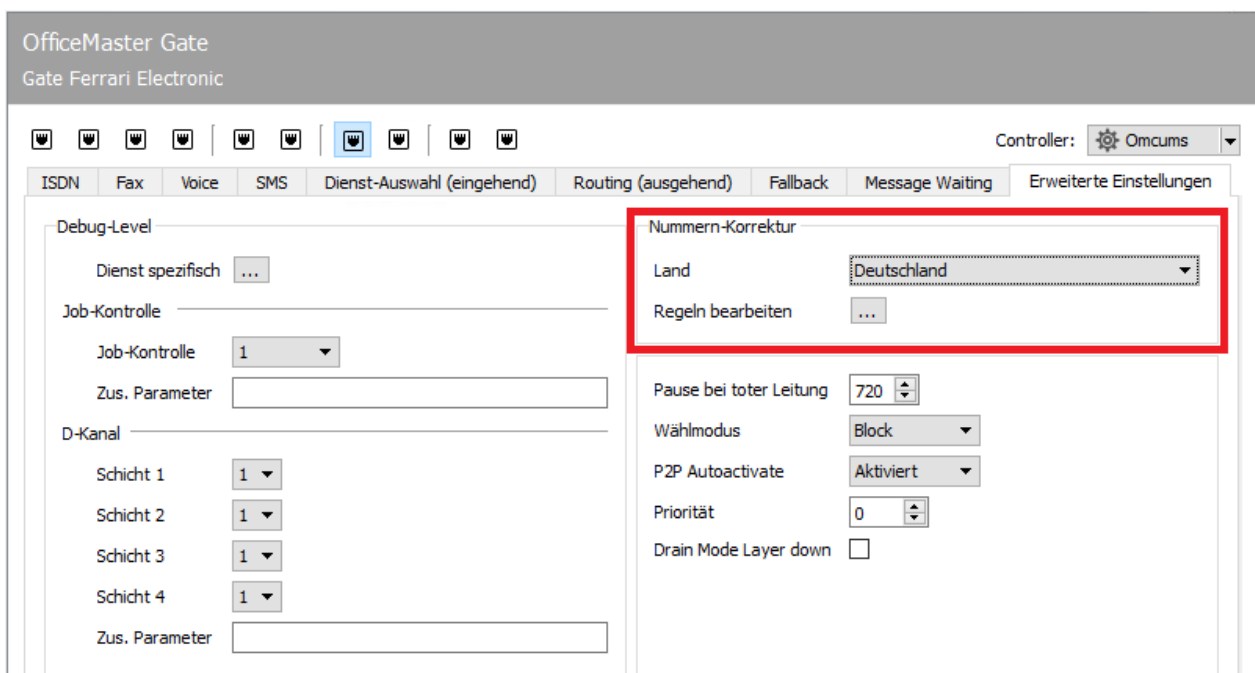 OfficeMaster Gate
Gate Ferrari Electronic
Controller: Omcums
ISDN Fax Voice SMS Dienst-Auswahl (eingehend) Routing (ausgehend) Fallback Message Waiting Erweiterte Einstellungen
Debug-Level
Dienst spezifisch ...
Job-Kontrolle
Job-Kontrolle 1
Zus. Parameter
D-Kanal
Schicht 1 1
Schicht 2 1
Schicht 3 1
Schicht 4 1
Zus. Parameter
Nummern-Korrektur
Land Deutschland
Regeln bearbeiten ...
Pause bei toter Leitung 720
Wählmodus Block
P2P Autoactivate Aktiviert
Priorität 0
Drain Mode Layer down